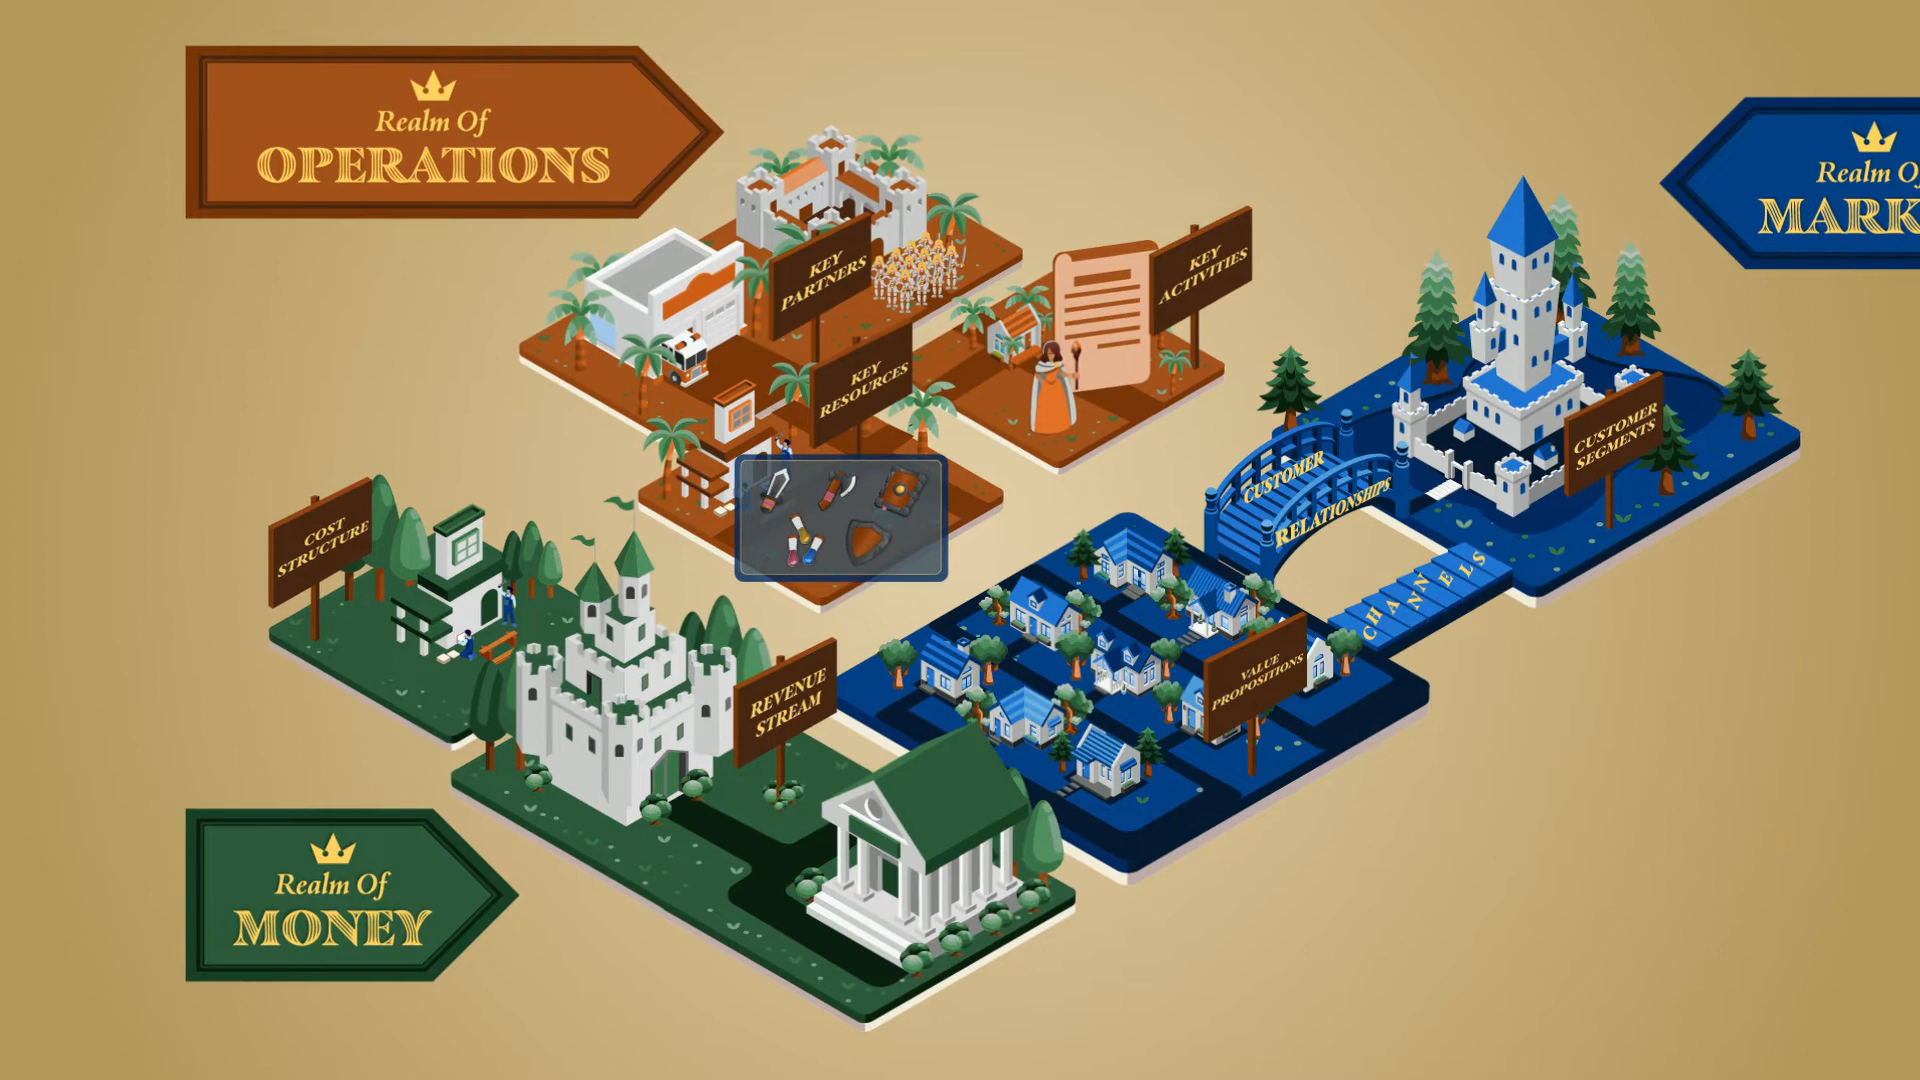 Realm Of
OPERATIONS
Realm Of
MARK
KEY
PARTNERS
KEY
ACTIVITIES
KEY
RESOURCES
CUSTOMER
SEGMENTS
CUSTOMER
RELATIONSHIPS
CHANNELS
COST
STRUCTURE
VALUE
PROPOSITIONS
REVENUE
STREAM
Realm Of
MONEY